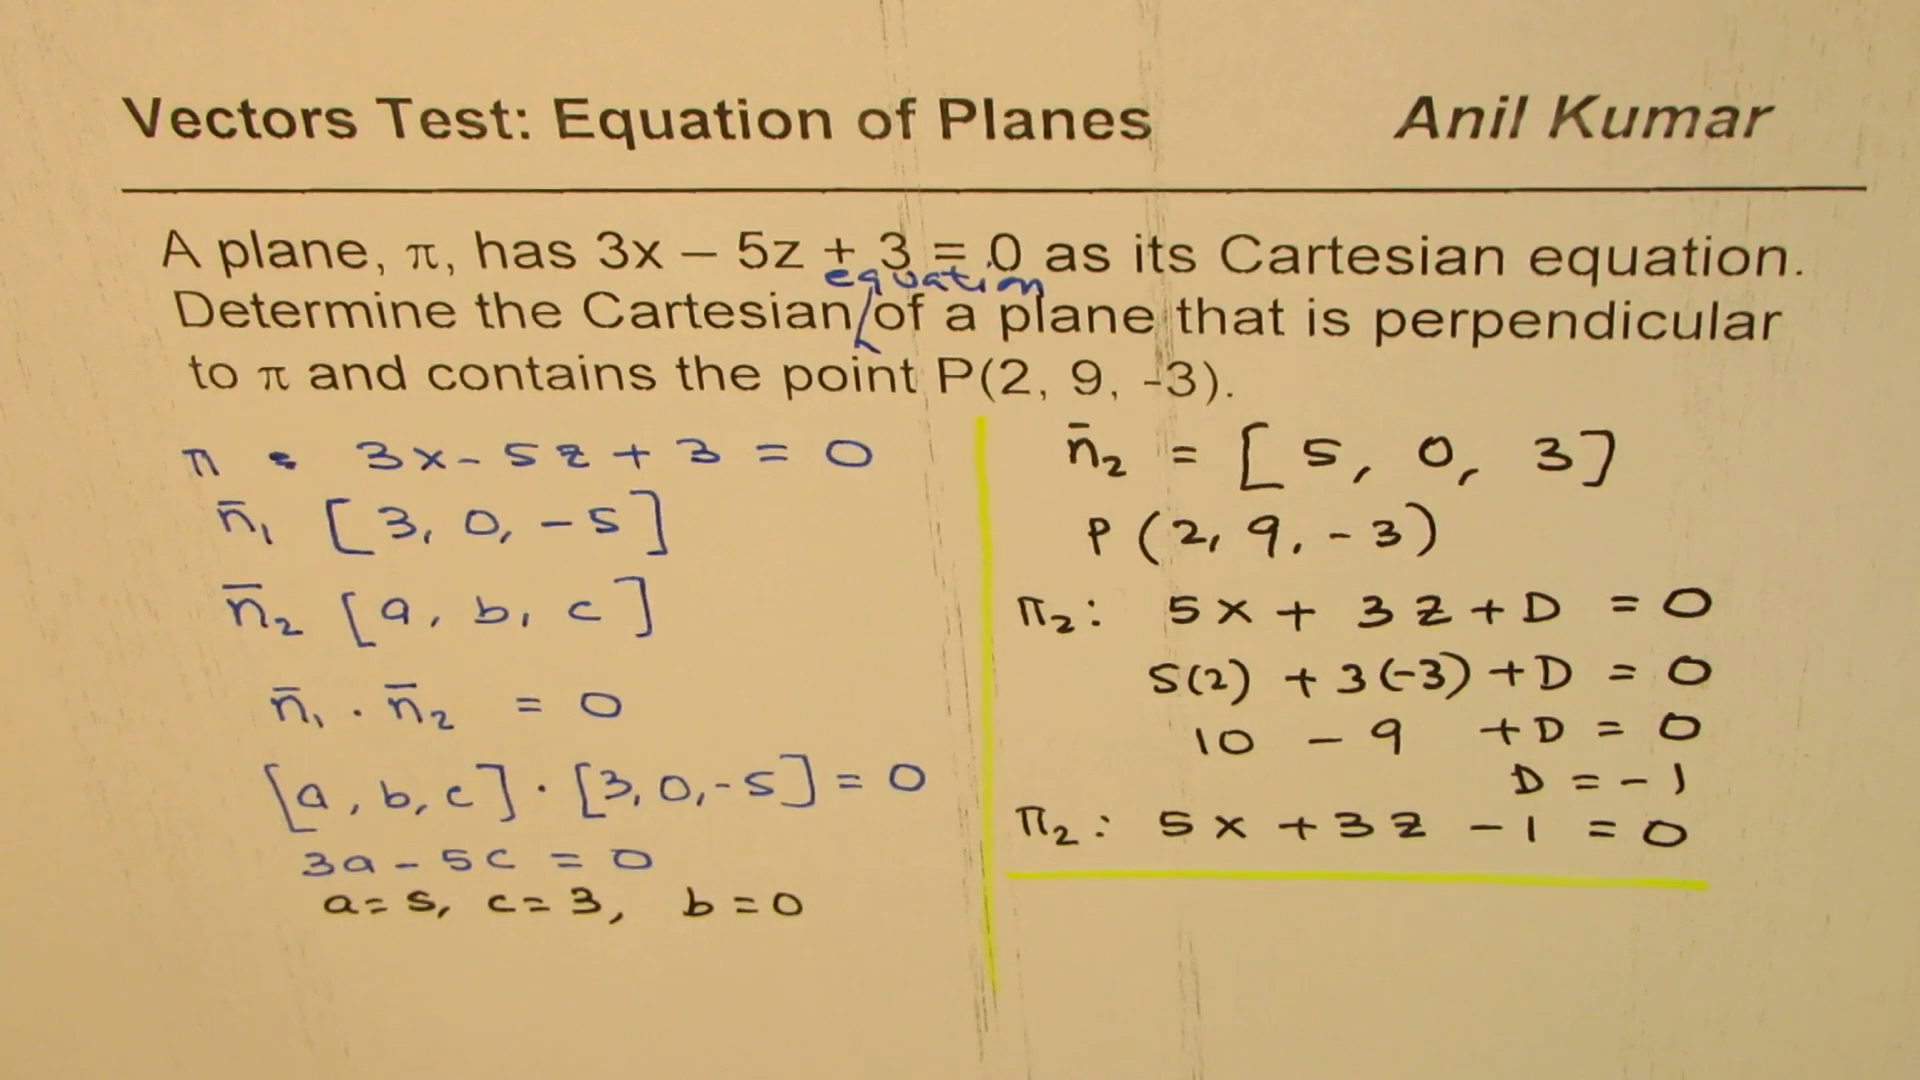 Vectors Test: Equation of Planes Anil Kumar
A plane, π, has 3x – 5z + 3 = 0 as its Cartesian equation.
equation
Determine the Cartesian of a plane that is perpendicular
to π and contains the point P(2, 9, -3).
π : 3x - 5z + 3 = 0
n̄₁ [3, 0, -5]
n̄₂ [a, b, c]
n̄₁ · n̄₂ = 0
[a, b, c] · [3, 0, -5] = 0
3a - 5c = 0
a = 5, c = 3, b = 0
n̄₂ = [5, 0, 3]
P (2, 9, -3)
π₂ : 5x + 3z + D = 0
5(2) + 3(-3) + D = 0
10 - 9 + D = 0
D = -1
π₂ : 5x + 3z - 1 = 0